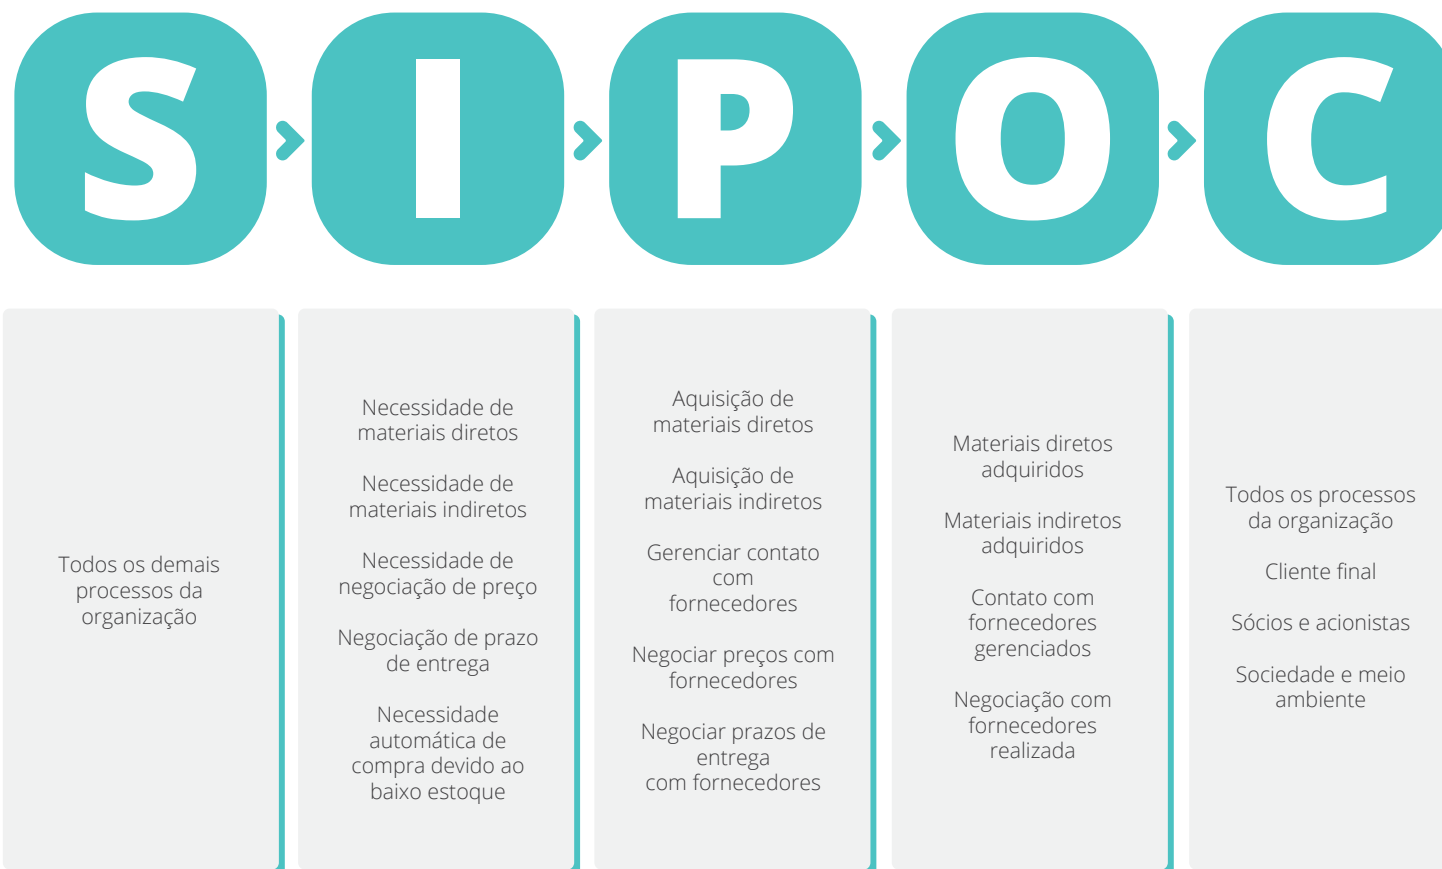 S
I
P
O
C
Todos os demais
processos da
organização
Necessidade de
materiais diretos
Necessidade de
materiais indiretos
Necessidade de
negociação de preço
Negociação de prazo
de entrega
Necessidade
automática de
compra devido ao
baixo estoque
Aquisição de
materiais diretos
Aquisição de
materiais indiretos
Gerenciar contato
com
fornecedores
Negociar preços com
fornecedores
Negociar prazos de
entrega
com fornecedores
Materiais diretos
adquiridos
Materiais indiretos
adquiridos
Contato com
fornecedores
gerenciados
Negociação com
fornecedores
realizada
Todos os processos
da organização
Cliente final
Sócios e acionistas
Sociedade e meio
ambiente